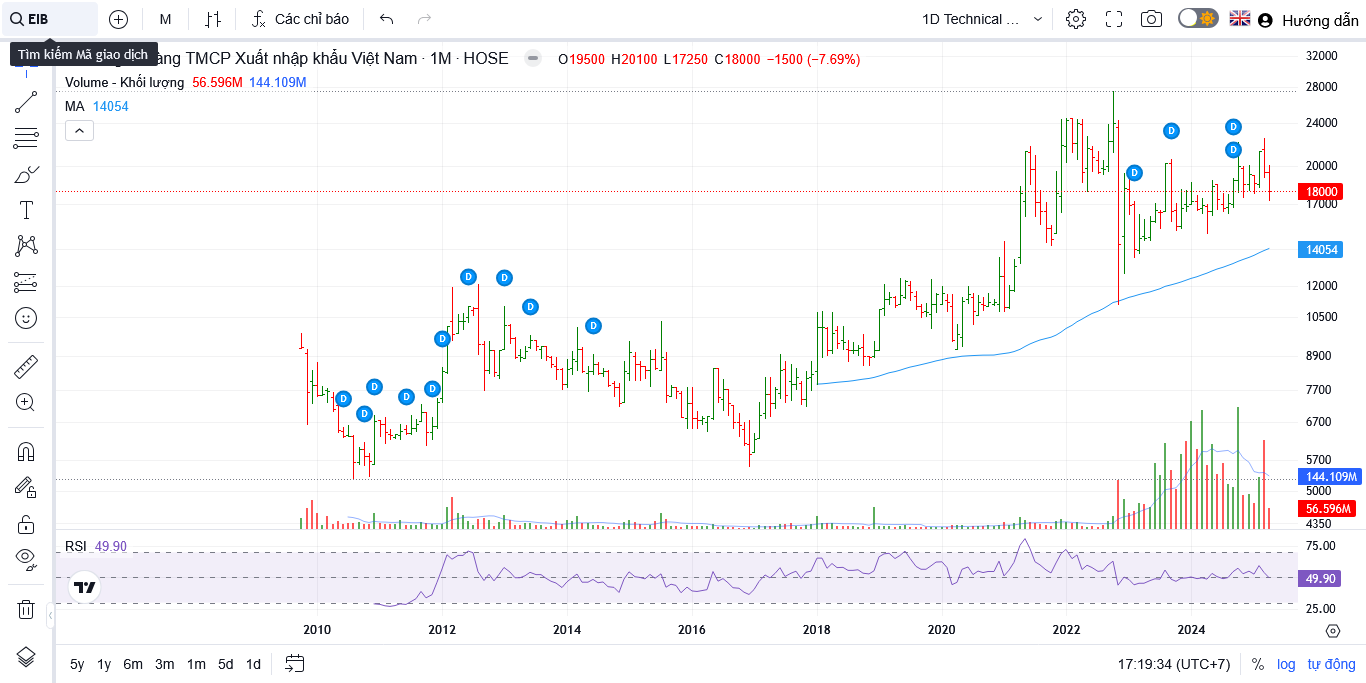 EIB
M
Các chỉ báo
1D Technical ...
Hướng dẫn
Tìm kiếm Mã giao dịch
àng TMCP Xuất nhập khẩu Việt Nam · 1M · HOSE
O19500 H20100 L17250 C18000 −1500 (−7.69%)
Volume - Khối lượng 56.596M 144.109M
MA 14054
D D D D D D D D D D D D D D
32000
28000
24000
20000
18000
17000
14054
12000
10500
8900
7700
6700
5700
144.109M
5000
56.596M
4350
RSI 49.90
75.00
49.90
25.00
2010 2012 2014 2016 2018 2020 2022 2024
5y 1y 6m 3m 1m 5d 1d
17:19:34 (UTC+7) % log tự động